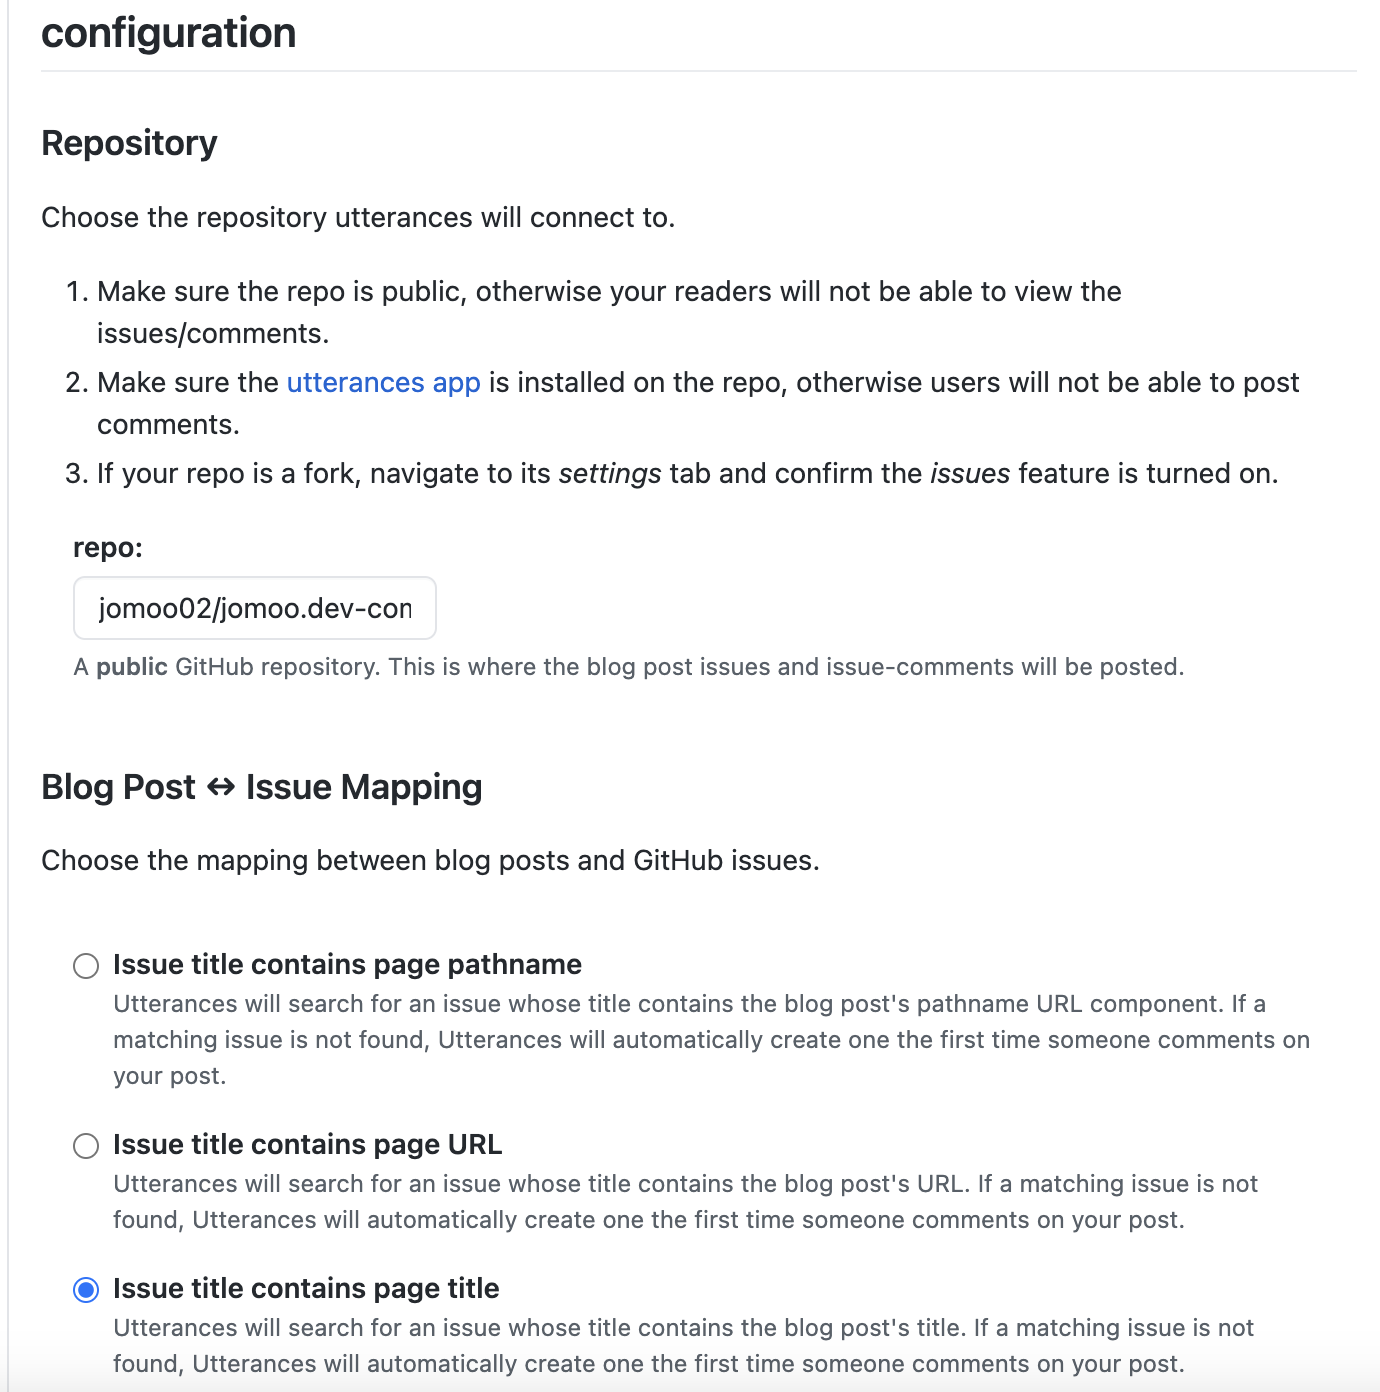 configuration
Repository
Choose the repository utterances will connect to.
1. Make sure the repo is public, otherwise your readers will not be able to view the
issues/comments.
2. Make sure the utterances app is installed on the repo, otherwise users will not be able to post
comments.
3. If your repo is a fork, navigate to its settings tab and confirm the issues feature is turned on.
repo:
jomoo02/jomoo.dev-con
A public GitHub repository. This is where the blog post issues and issue-comments will be posted.
Blog Post ↔ Issue Mapping
Choose the mapping between blog posts and GitHub issues.
Issue title contains page pathname
Utterances will search for an issue whose title contains the blog post's pathname URL component. If a
matching issue is not found, Utterances will automatically create one the first time someone comments on
your post.
Issue title contains page URL
Utterances will search for an issue whose title contains the blog post's URL. If a matching issue is not
found, Utterances will automatically create one the first time someone comments on your post.
Issue title contains page title
Utterances will search for an issue whose title contains the blog post's title. If a matching issue is not
found, Utterances will automatically create one the first time someone comments on your post.